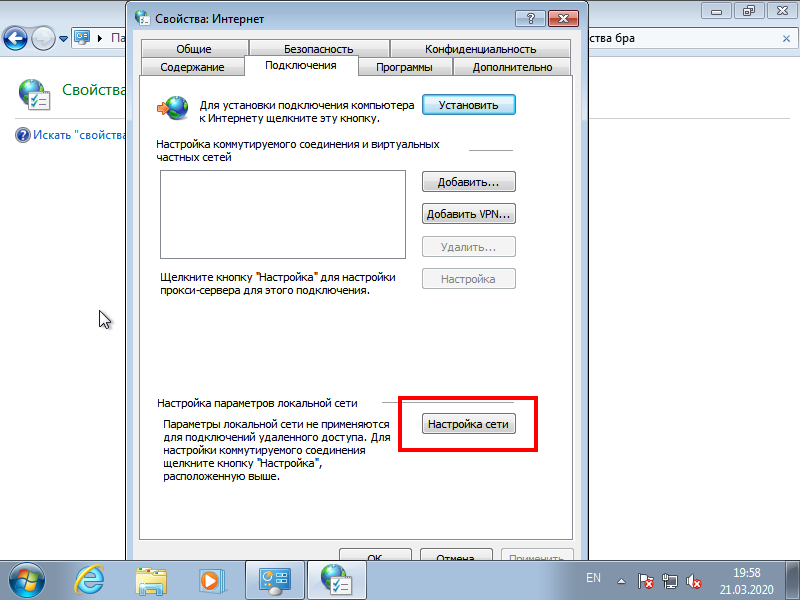 Свойства: Интернет
Па
ства бра
Общие
Безопасность
Конфиденциальность
Содержание
Подключения
Программы
Дополнительно
Свойства
Искать "свойства
Для установки подключения компьютера
к Интернету щелкните эту кнопку.
Установить
Настройка коммутируемого соединения и виртуальных
частных сетей
Добавить...
Добавить VPN...
Удалить...
Настройка
Щелкните кнопку "Настройка" для настройки
прокси-сервера для этого подключения.
Настройка параметров локальной сети
Параметры локальной сети не применяются
для подключений удаленного доступа. Для
настройки коммутируемого соединения
щелкните кнопку "Настройка",
расположенную выше.
Настройка сети
ОК
Отмена
Применить
EN
19:58
21.03.2020